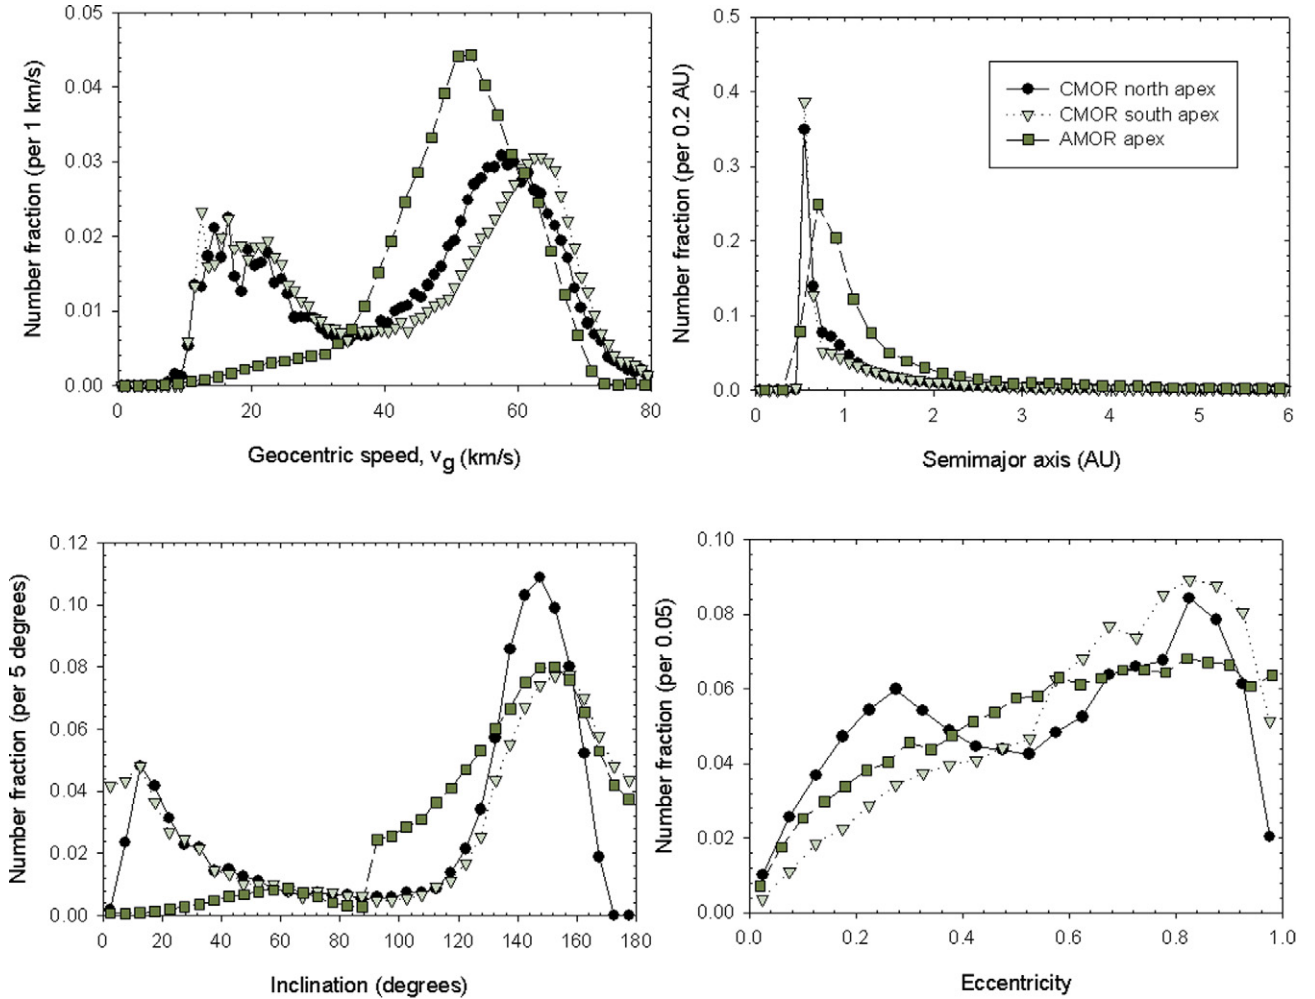 0.05
0.04
0.03
0.02
0.01
0.00
Number fraction (per 1 km/s)
0 20 40 60 80
Geocentric speed, vg (km/s)
0.5
0.4
0.3
0.2
0.1
0.0
Number fraction (per 0.2 AU)
CMOR north apex
CMOR south apex
AMOR apex
0 1 2 3 4 5 6
Semimajor axis (AU)
0.12
0.10
0.08
0.06
0.04
0.02
0.00
Number fraction (per 5 degrees)
0 20 40 60 80 100 120 140 160 180
Inclination (degrees)
0.10
0.08
0.06
0.04
0.02
0.00
Number fraction (per 0.05)
0.0 0.2 0.4 0.6 0.8 1.0
Eccentricity